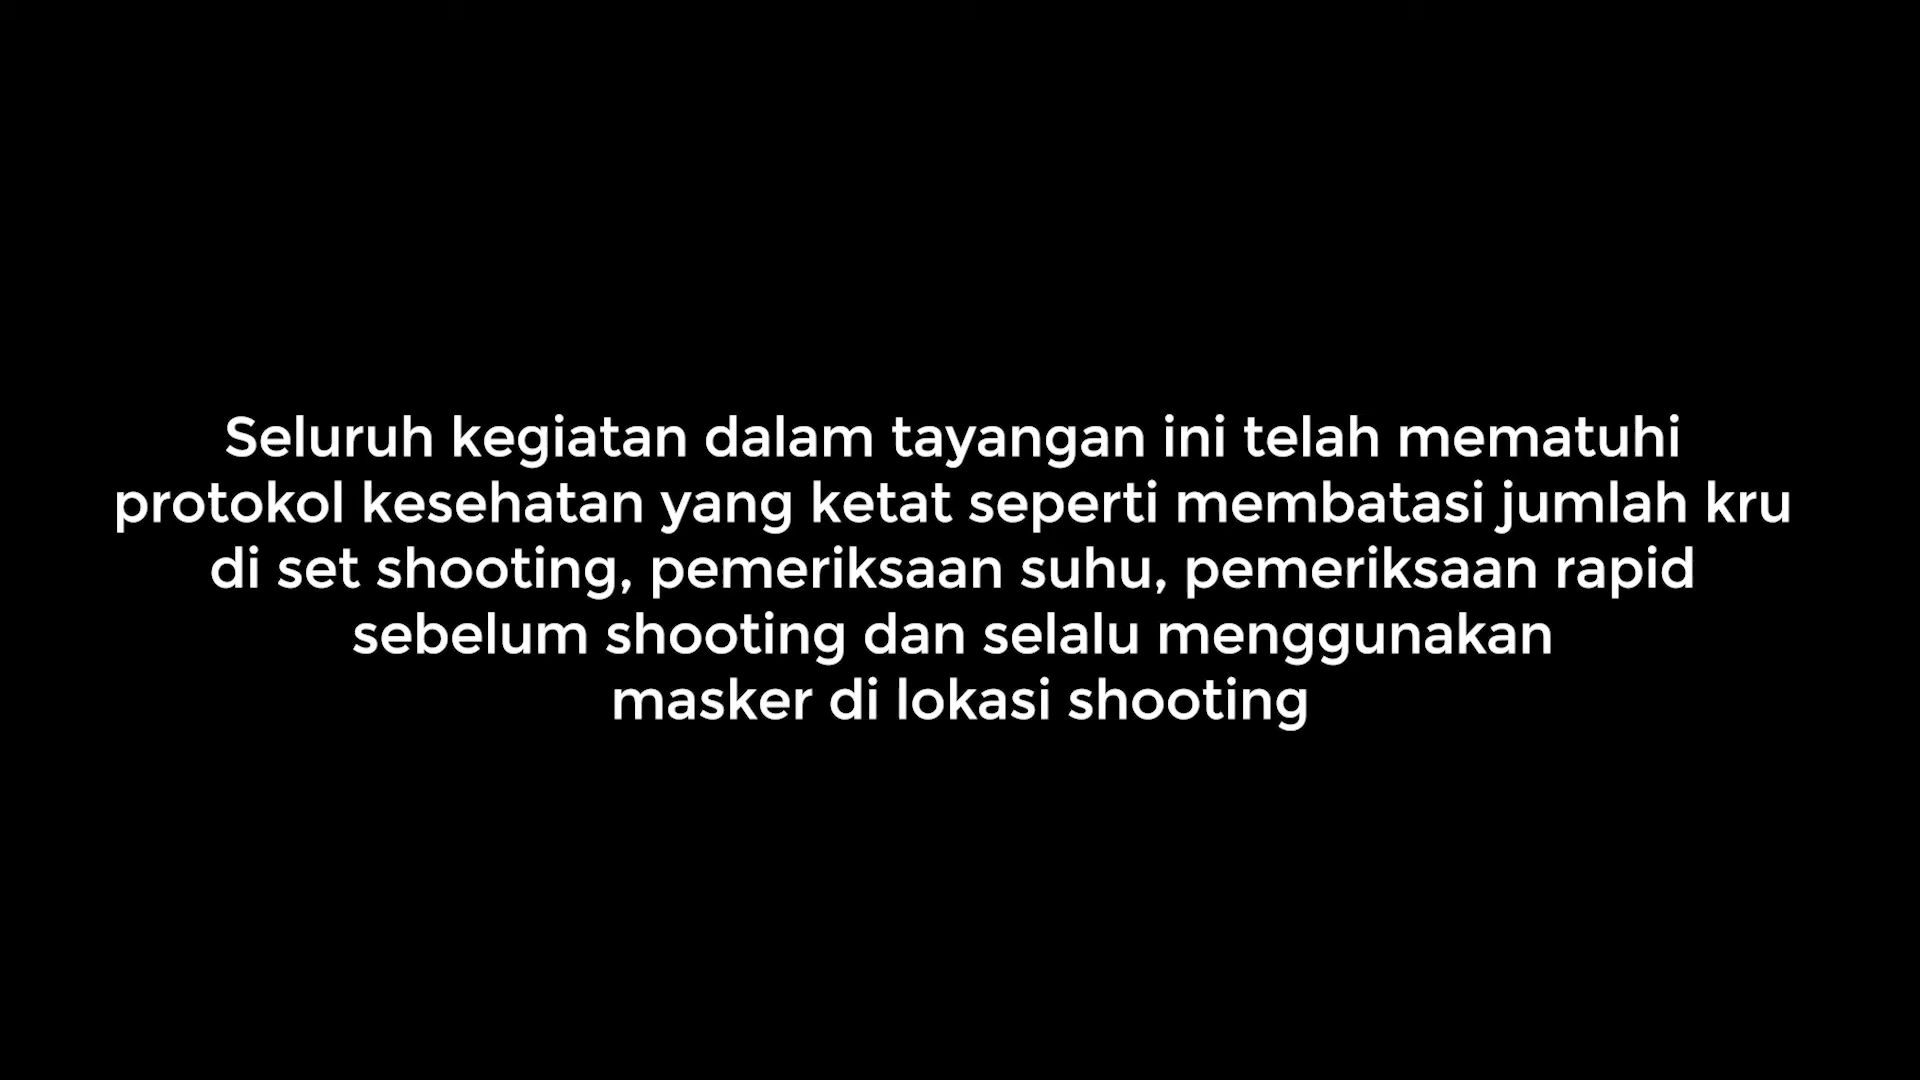 Seluruh kegiatan dalam tayangan ini telah mematuhi
protokol kesehatan yang ketat seperti membatasi jumlah kru
di set shooting, pemeriksaan suhu, pemeriksaan rapid
sebelum shooting dan selalu menggunakan
masker di lokasi shooting